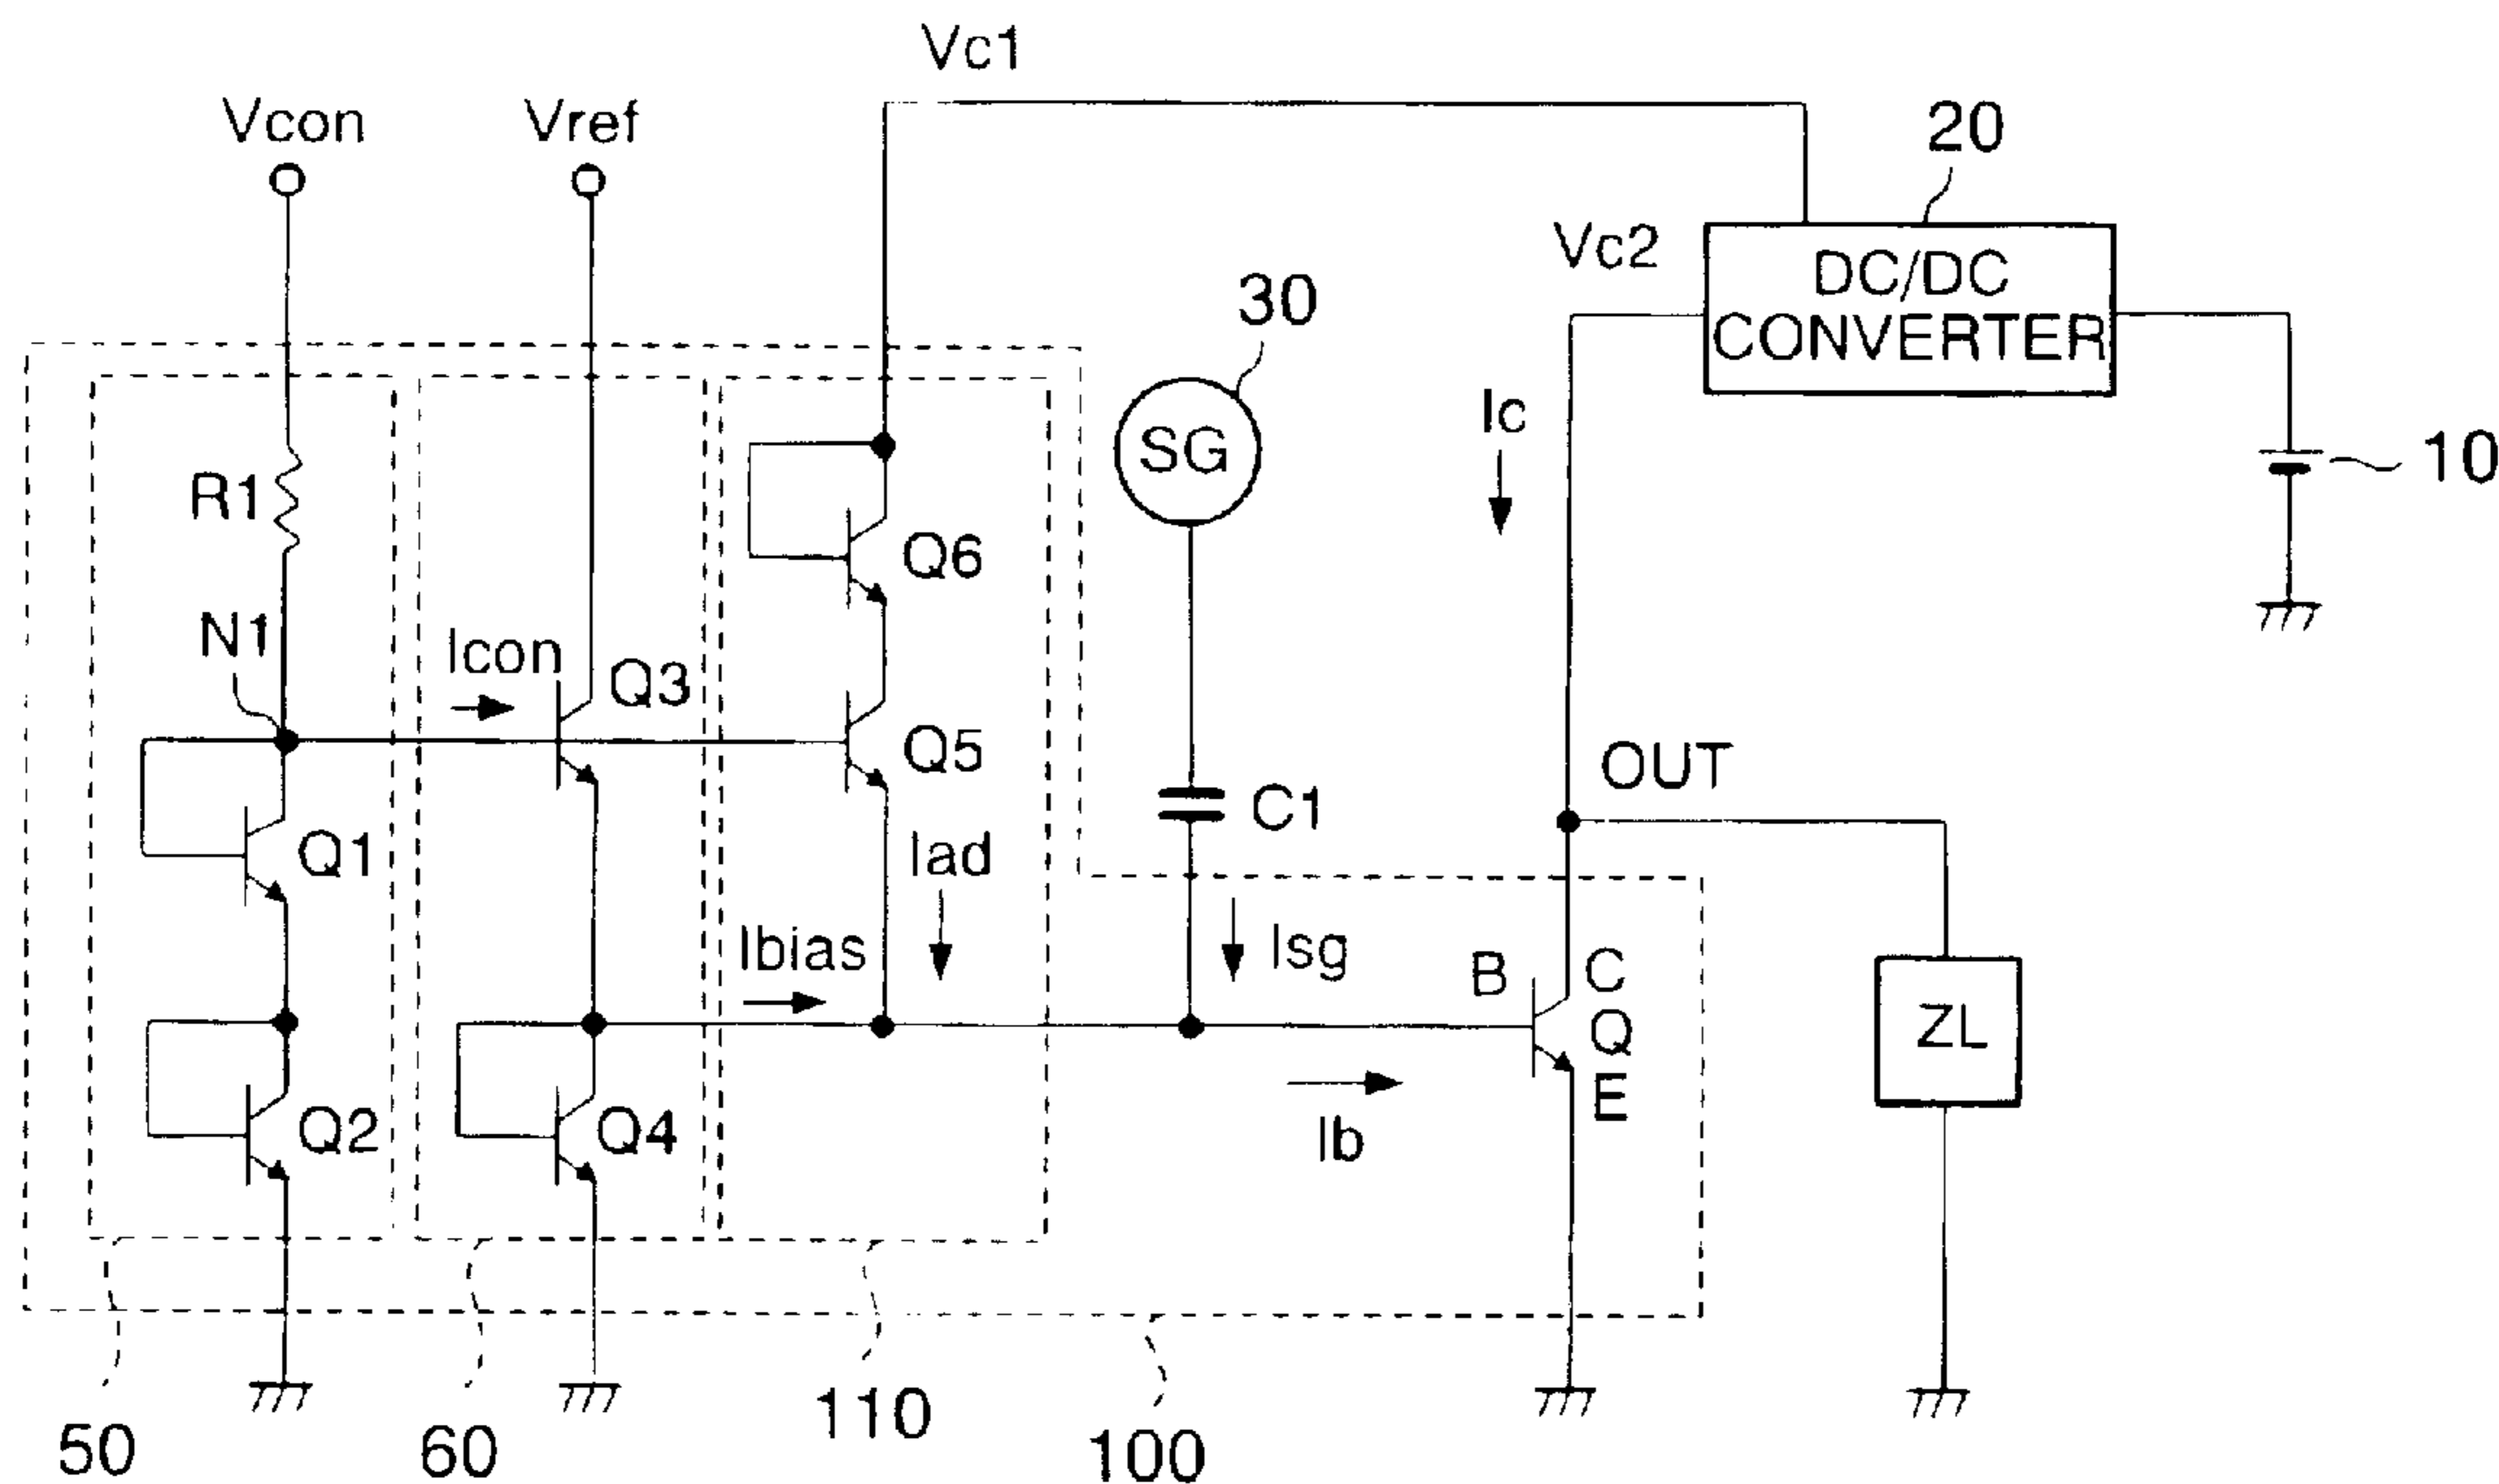 Vc1
Vcon
Vref
20
Vc2
DC/DC
CONVERTER
30
Ic
SG
10
R1
Q6
N1
Icon
Q3
Q5
OUT
C1
Q1
Iad
Ibias
Isg
B
C
Q
E
ZL
Q2
Q4
Ib
50
60
110
100